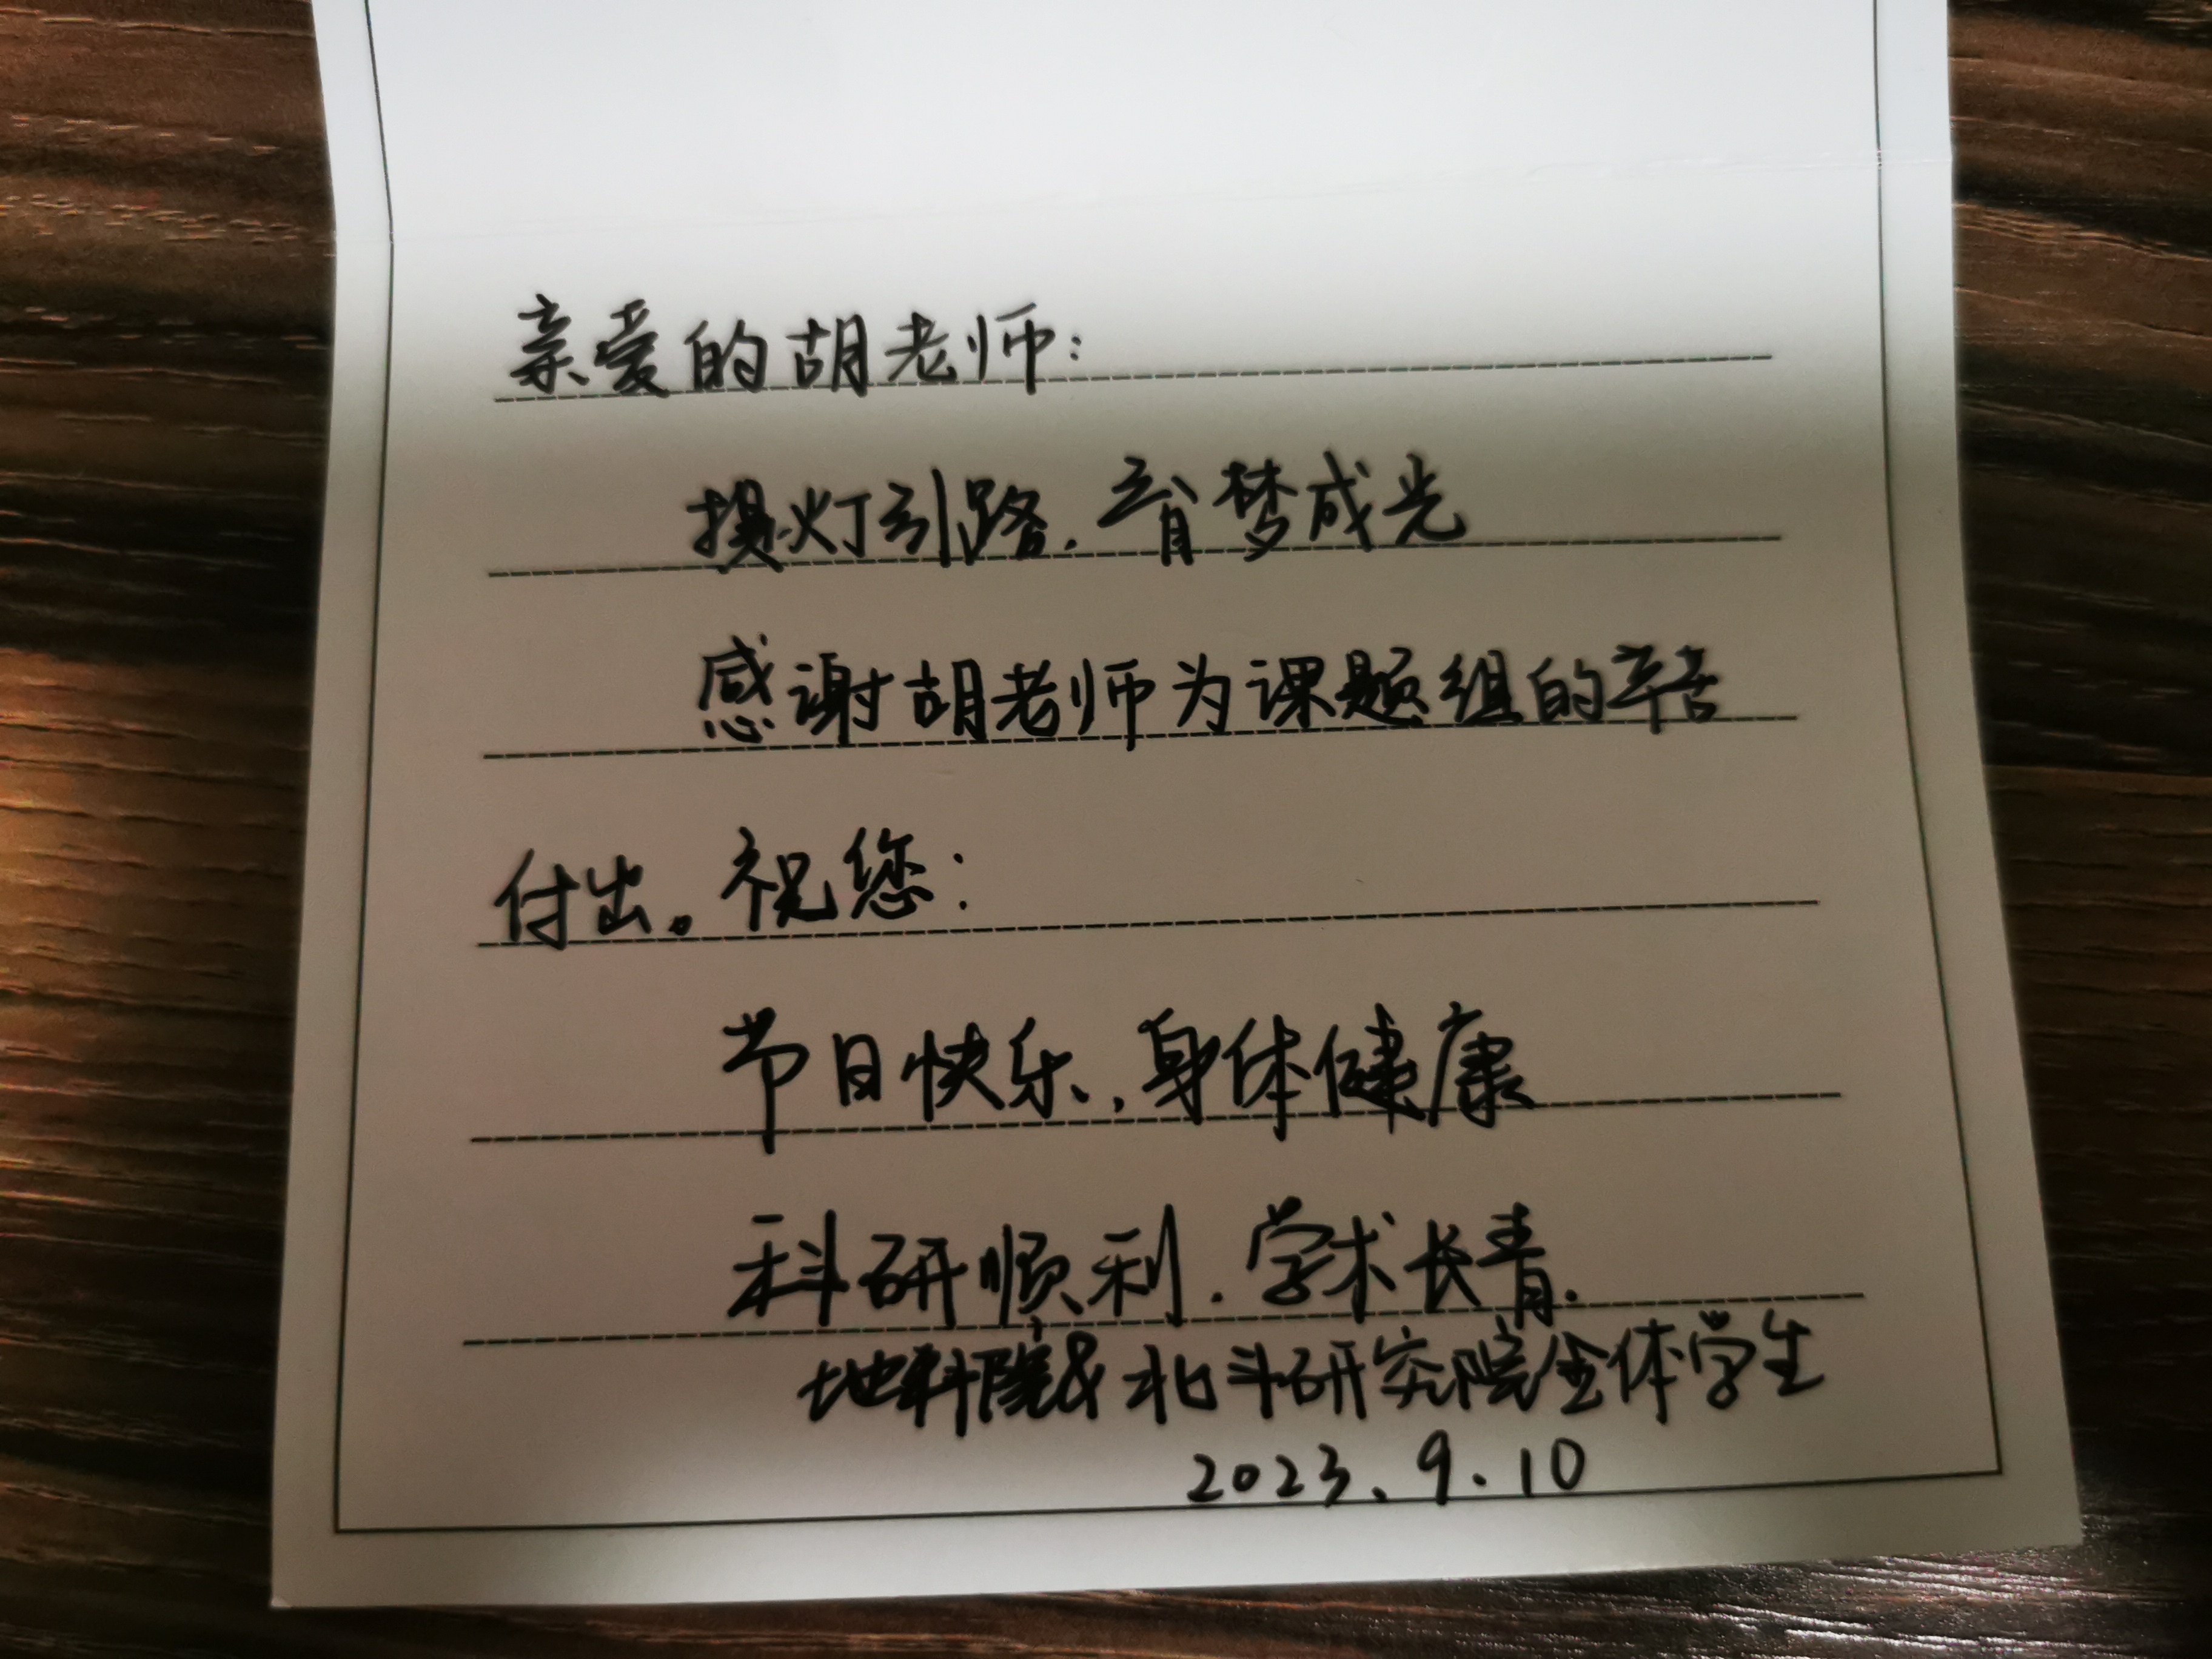 亲爱的胡老师:
提灯引路,育梦成光
感谢胡老师为课题组的辛苦
付出。祝您:
节日快乐,身体健康
科研顺利.学术长青.
地科院&北斗研究院全体学生
2023.9.10